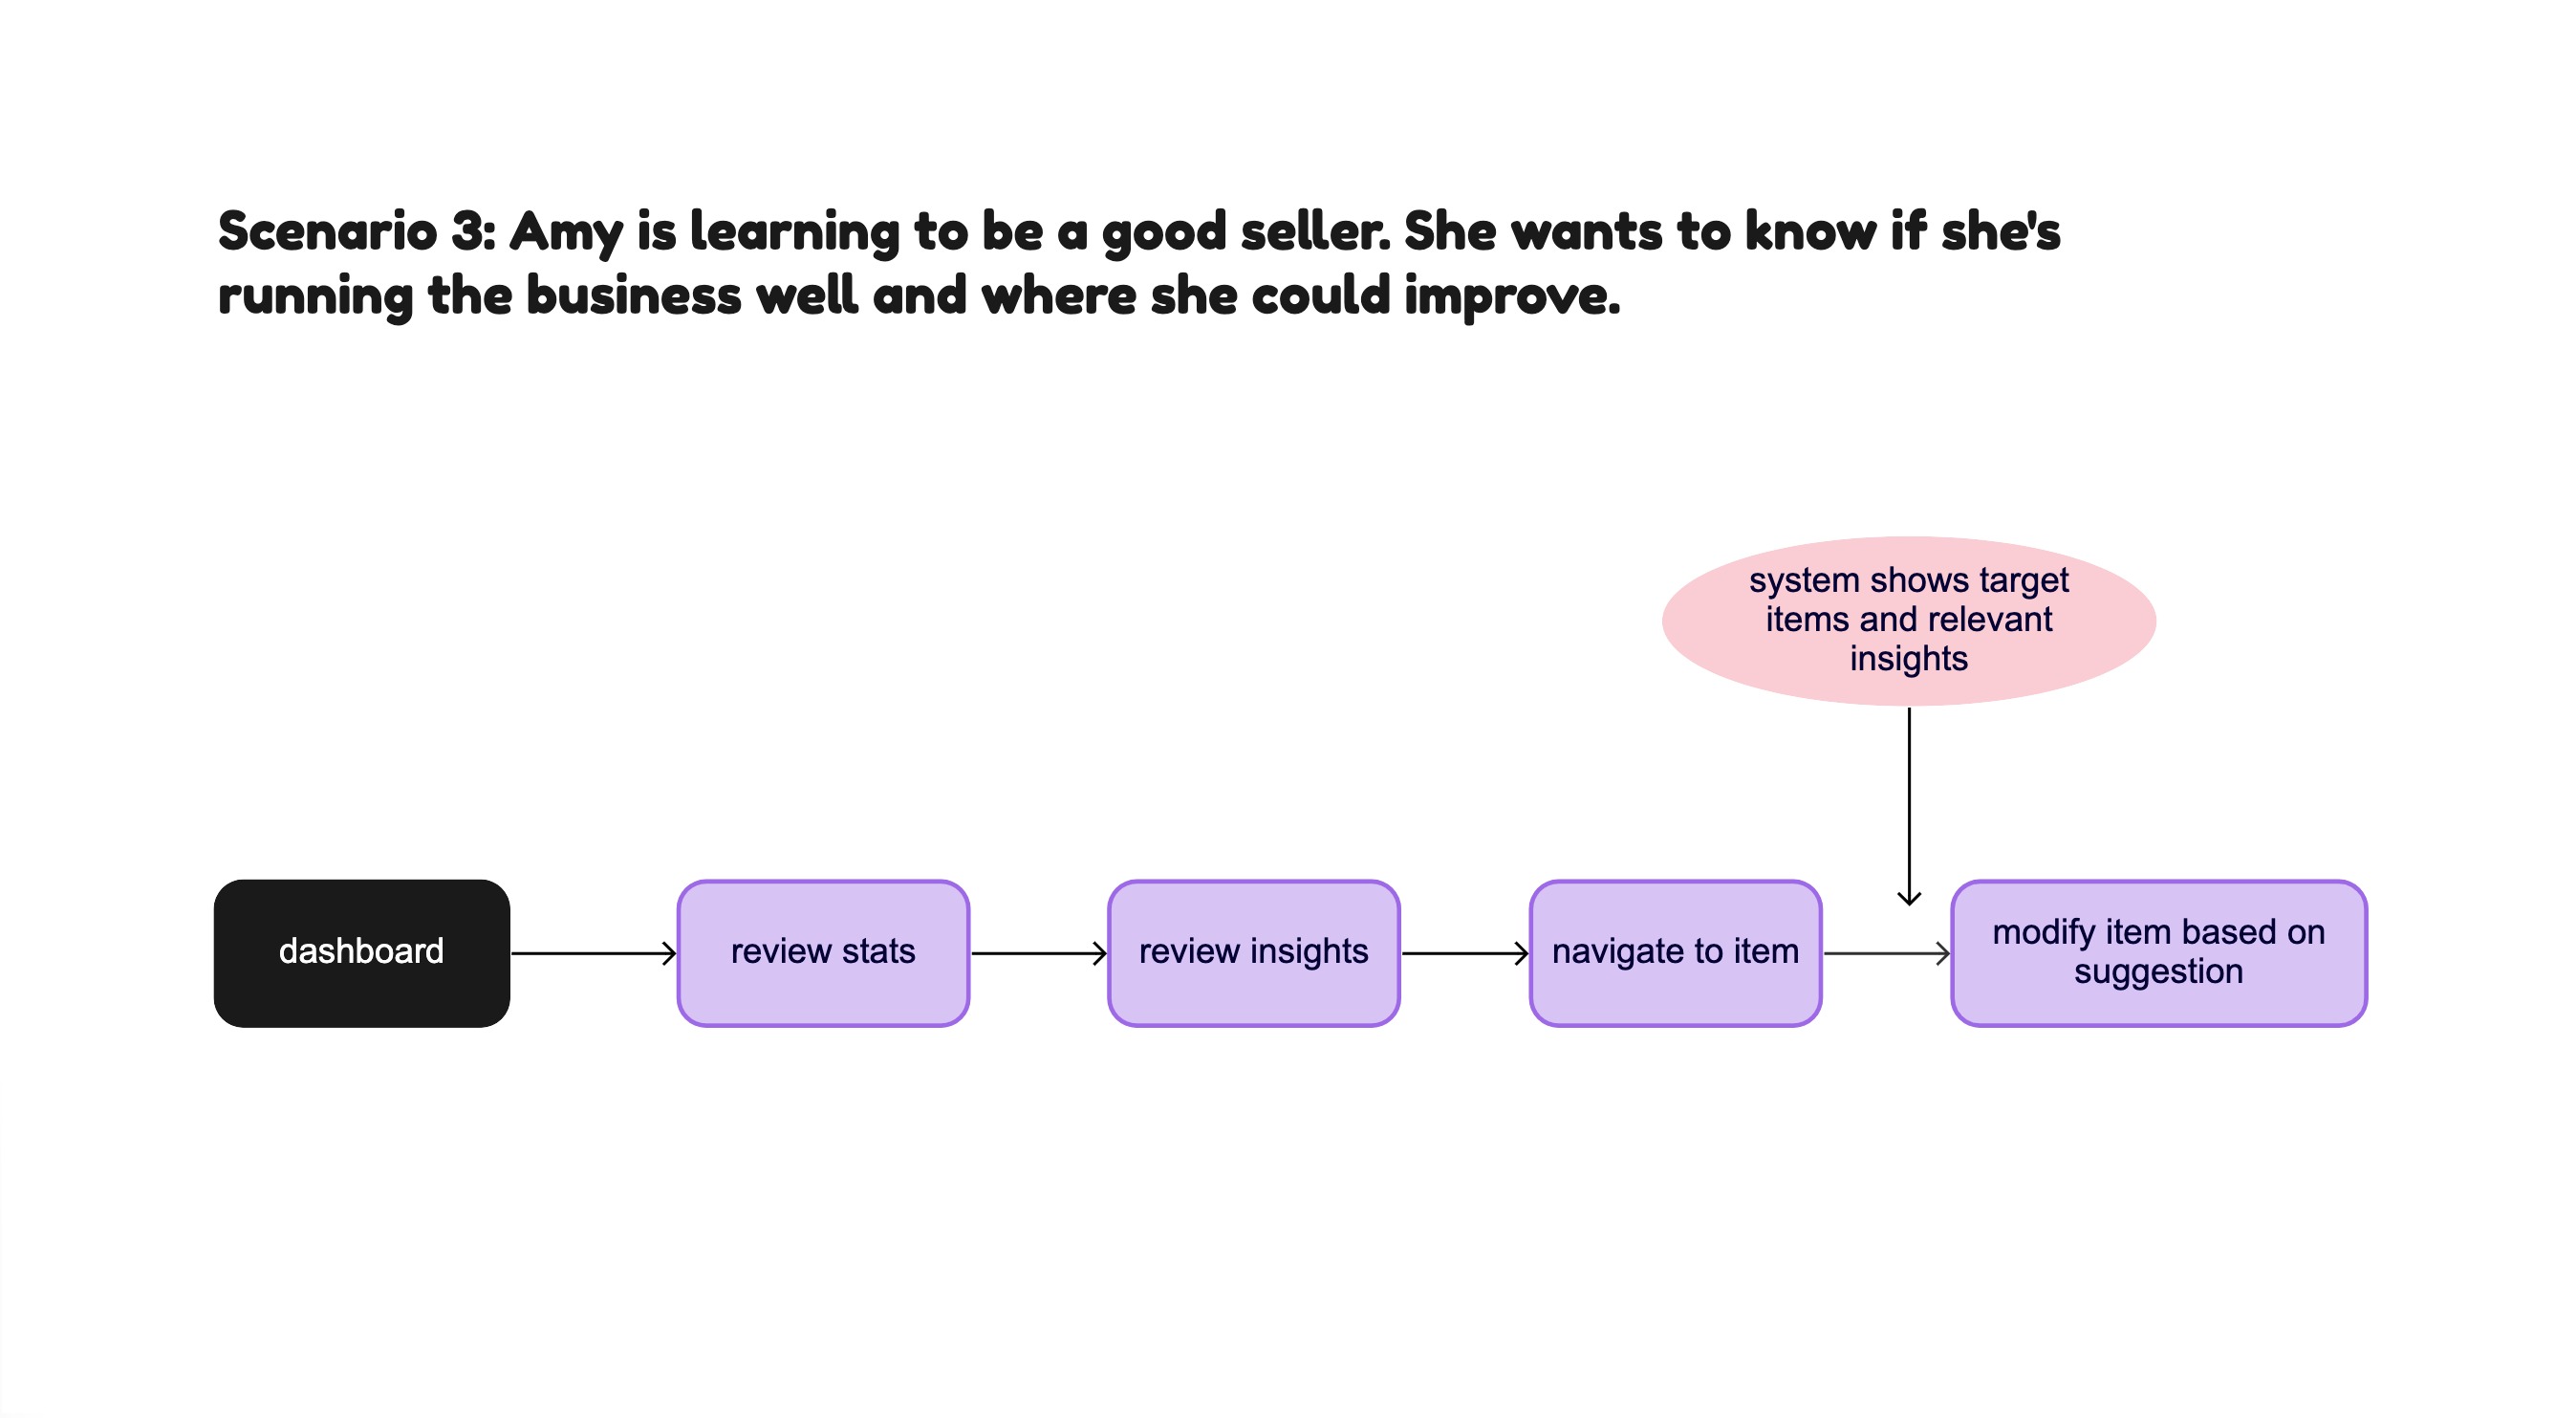 Scenario 3: Amy is learning to be a good seller. She wants to know if she's
running the business well and where she could improve.
system shows target
items and relevant
insights
dashboard
review stats
review insights
navigate to item
modify item based on
suggestion